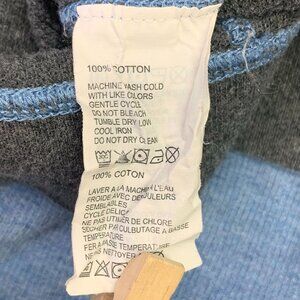 100% COTTON
MACHINE WASH COLD
WITH LIKE COLORS
GENTLE CYCLE
DO NOT BLEACH
TUMBLE DRY LOW
COOL IRON
DO NOT DRY CLEAN
100% COTON
LAVER A LA MACHINE L'EAU
FROIDE AVEC DE COULEURS
SEMBLABLES
CYCLE DELICAT
NE PAS UTILISER DE CHLORE
SECHER PAR CULBUTAGE A BASSE
TEMPERATURE
FER A BASSE TEMPERATURE
NE PAS NETTOYER A